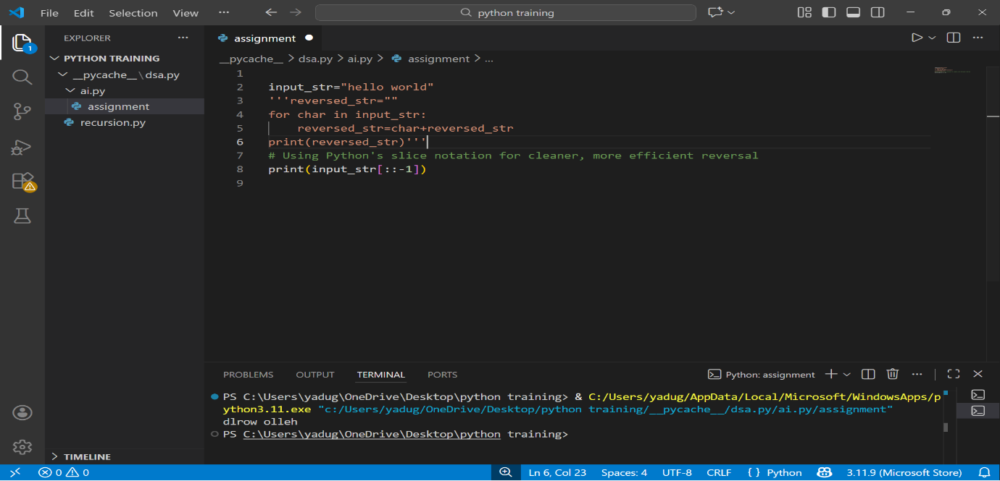 File Edit Selection View ··· python training
EXPLORER ···
PYTHON TRAINING
__pycache__ \ dsa.py
ai.py
assignment
recursion.py
TIMELINE
1
assignment
__pycache__ > dsa.py > ai.py > assignment > ...
1
2 input_str="hello world"
3 '''reversed_str=""
4 for char in input_str:
5     reversed_str=char+reversed_str
6 print(reversed_str)'''
7 # Using Python's slice notation for cleaner, more efficient reversal
8 print(input_str[::-1])
9
PROBLEMS OUTPUT TERMINAL PORTS Python: assignment
PS C:\Users\yadug\OneDrive\Desktop\python training> & C:/Users/yadug/AppData/Local/Microsoft/WindowsApps/p
ython3.11.exe "c:/Users/yadug/OneDrive/Desktop/python training/__pycache__/dsa.py/ai.py/assignment"
dlrow olleh
PS C:\Users\yadug\OneDrive\Desktop\python training>
0 0 Ln 6, Col 23 Spaces: 4 UTF-8 CRLF { } Python 3.11.9 (Microsoft Store)